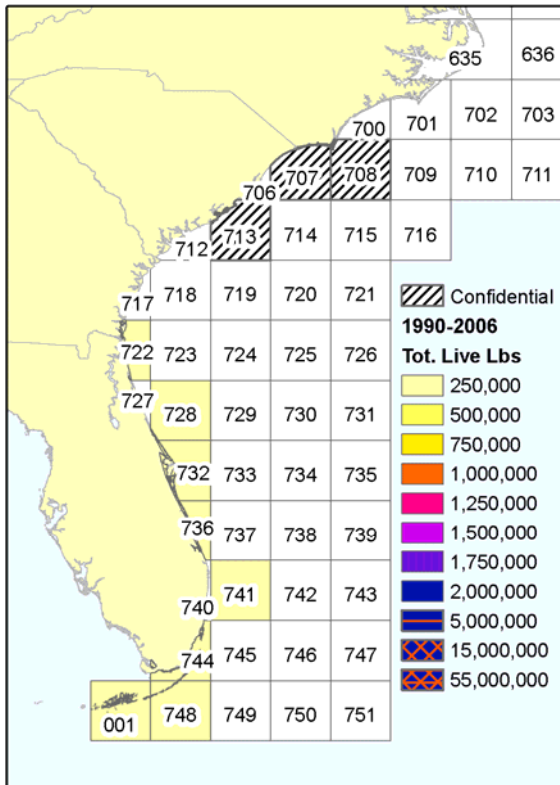 635 636
700 701 702 703
706 707 708 709 710 711
712 713 714 715 716
717 718 719 720 721
722 723 724 725 726
727 728 729 730 731
732 733 734 735
736 737 738 739
740 741 742 743
744 745 746 747
001 748 749 750 751
Confidential
1990-2006
Tot. Live Lbs
250,000
500,000
750,000
1,000,000
1,250,000
1,500,000
1,750,000
2,000,000
5,000,000
15,000,000
55,000,000